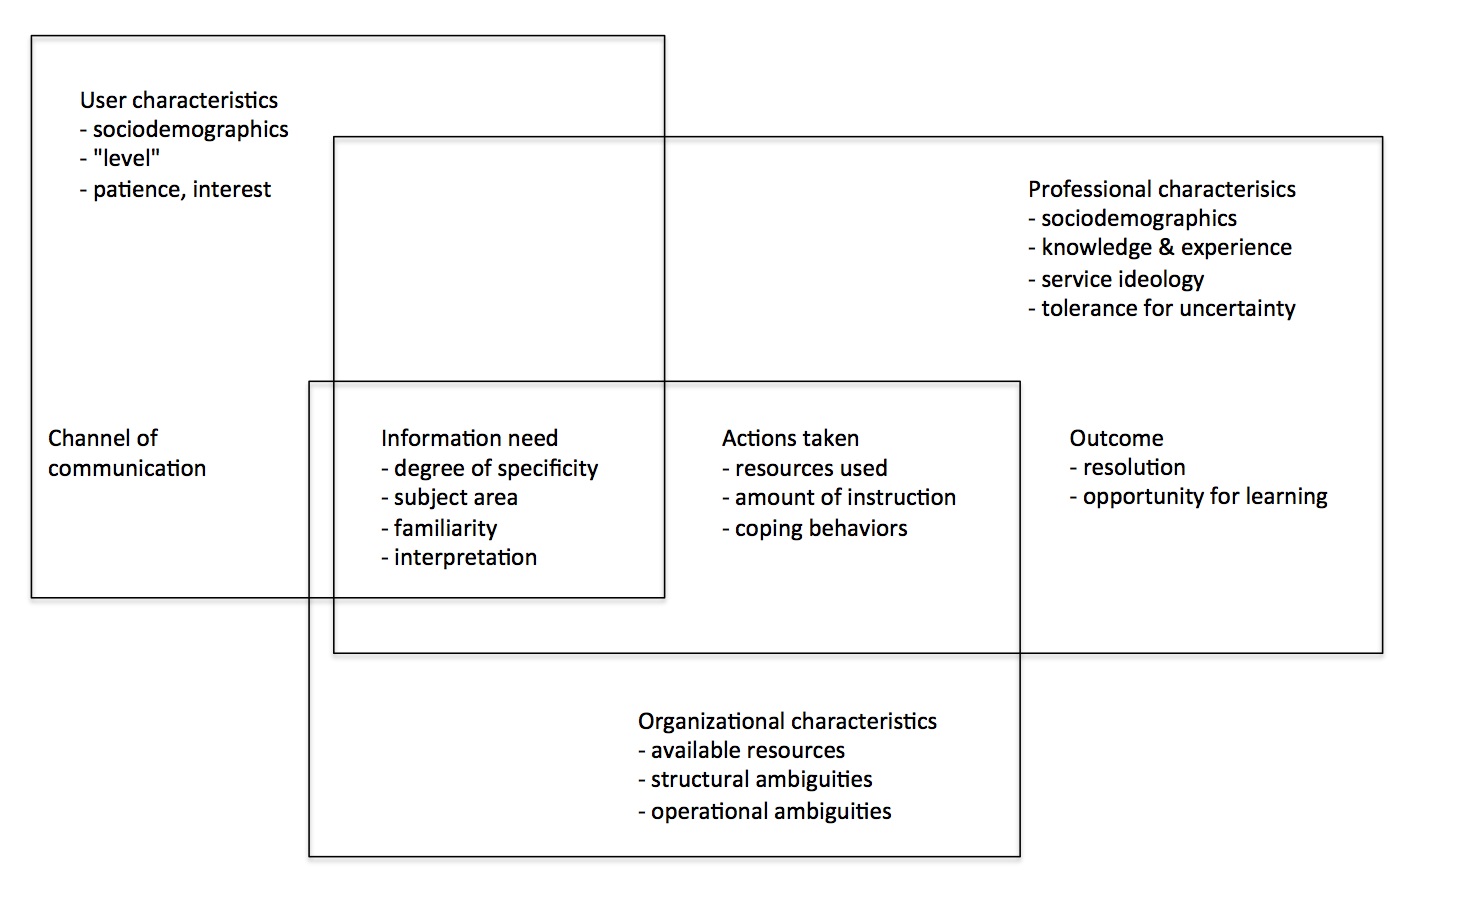 User characteristics
- sociodemographics
- "level"
- patience, interest
Professional characterisics
- sociodemographics
- knowledge & experience
- service ideology
- tolerance for uncertainty
Channel of
communication
Information need
- degree of specificity
- subject area
- familiarity
- interpretation
Actions taken
- resources used
- amount of instruction
- coping behaviors
Outcome
- resolution
- opportunity for learning
Organizational characteristics
- available resources
- structural ambiguities
- operational ambiguities